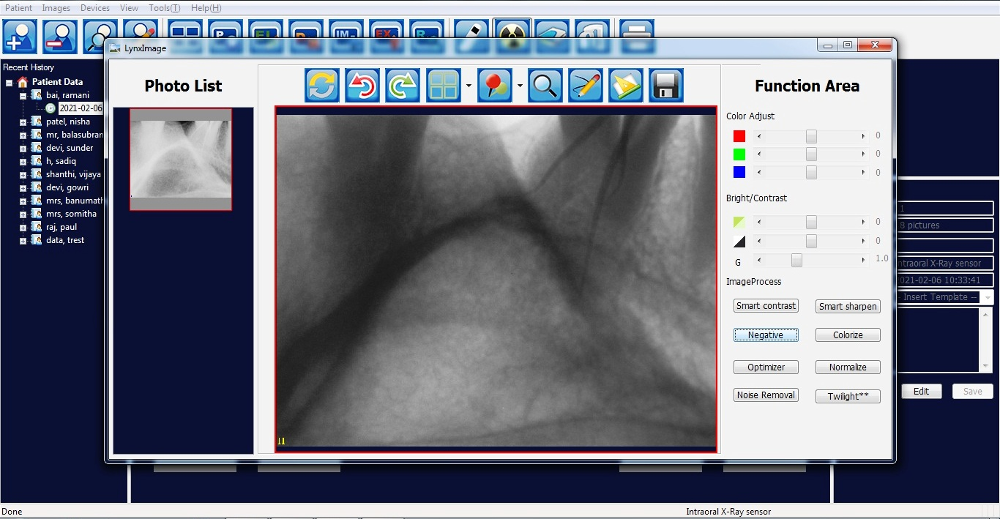 Patient Images Devices View Tools(T) Help(H)
LynxImage
Recent History
Patient Data
bai, ramani
2021-02-06
patel, nisha
mr, balasubran
devi, sunder
h, sadiq
shanthi, vijaya
devi, gowri
mrs, banumath
mrs, somitha
raj, paul
data, trest
Photo List
11
Function Area
Color Adjust
0
0
0
Bright/Contrast
0
0
G 1.0
ImageProcess
Smart contrast Smart sharpen
Negative Colorize
Optimizer Normalize
Noise Removal Twilight**
1
8 pictures
ntraoral X-Ray sensor
021-02-06 10:33:41
- Insert Template --
Edit Save
Done Intraoral X-Ray sensor